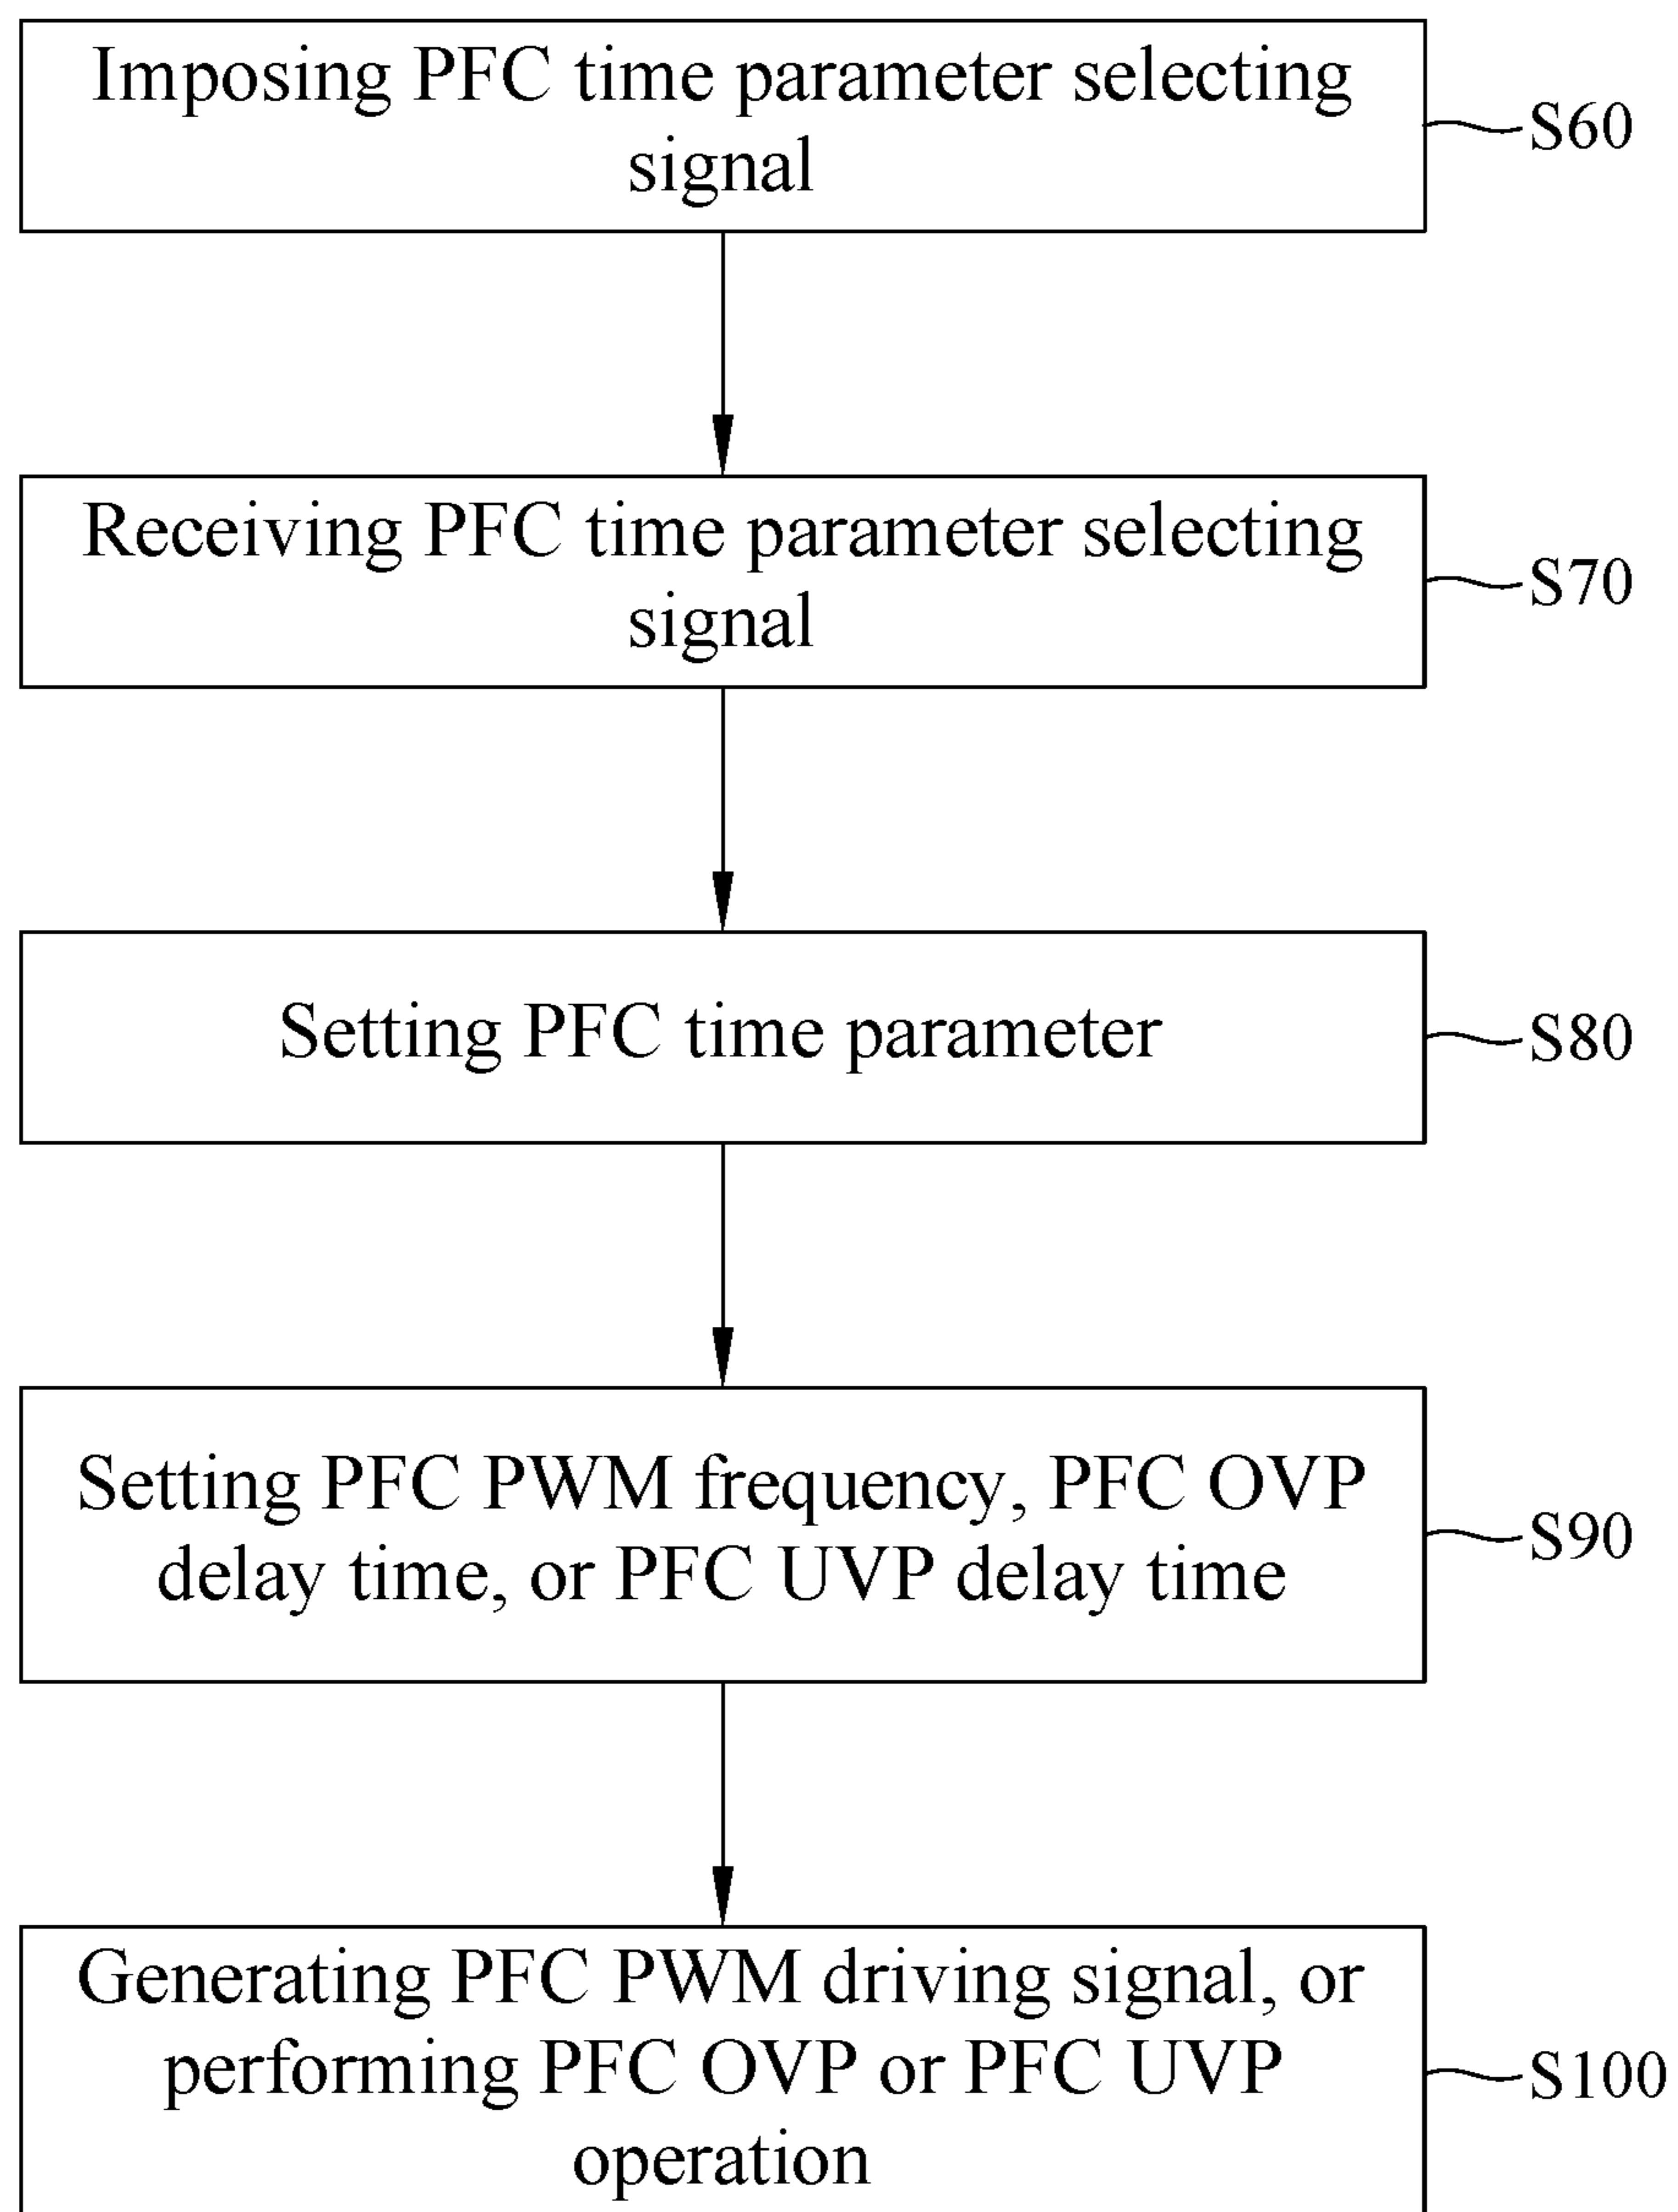 Imposing PFC time parameter selecting
signal
S60
Receiving PFC time parameter selecting
signal
S70
Setting PFC time parameter
S80
Setting PFC PWM frequency, PFC OVP
delay time, or PFC UVP delay time
S90
Generating PFC PWM driving signal, or
performing PFC OVP or PFC UVP
operation
S100